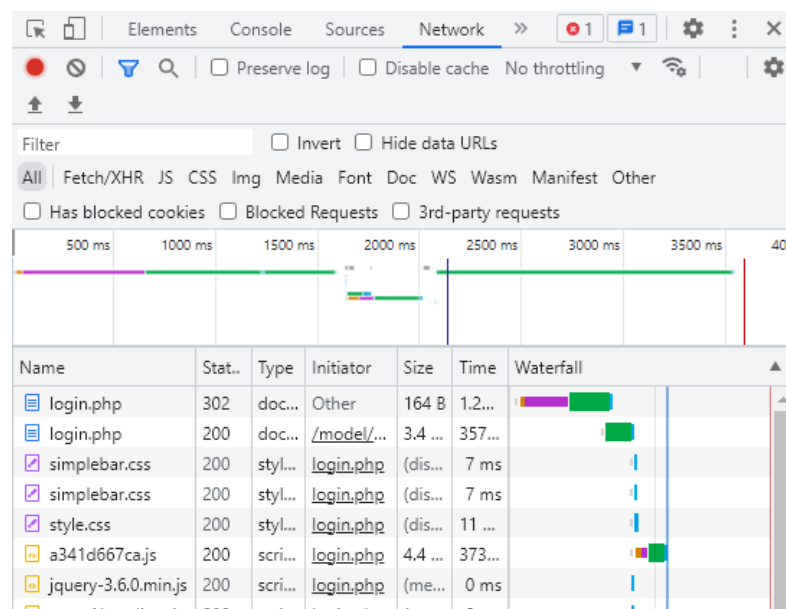 Elements Console Sources Network » 1 1
Preserve log Disable cache No throttling
Filter Invert Hide data URLs
All Fetch/XHR JS CSS Img Media Font Doc WS Wasm Manifest Other
Has blocked cookies Blocked Requests 3rd-party requests
500 ms 1000 ms 1500 ms 2000 ms 2500 ms 3000 ms 3500 ms 40
Name Stat.. Type Initiator Size Time Waterfall
login.php 302 doc... Other 164 B 1.2...
login.php 200 doc... /model/... 3.4 ... 357...
simplebar.css 200 styl... login.php (dis... 7 ms
simplebar.css 200 styl... login.php (dis... 7 ms
style.css 200 styl... login.php (dis... 11 ...
a341d667ca.js 200 scri... login.php 4.4 ... 373...
jquery-3.6.0.min.js 200 scri... login.php (me... 0 ms